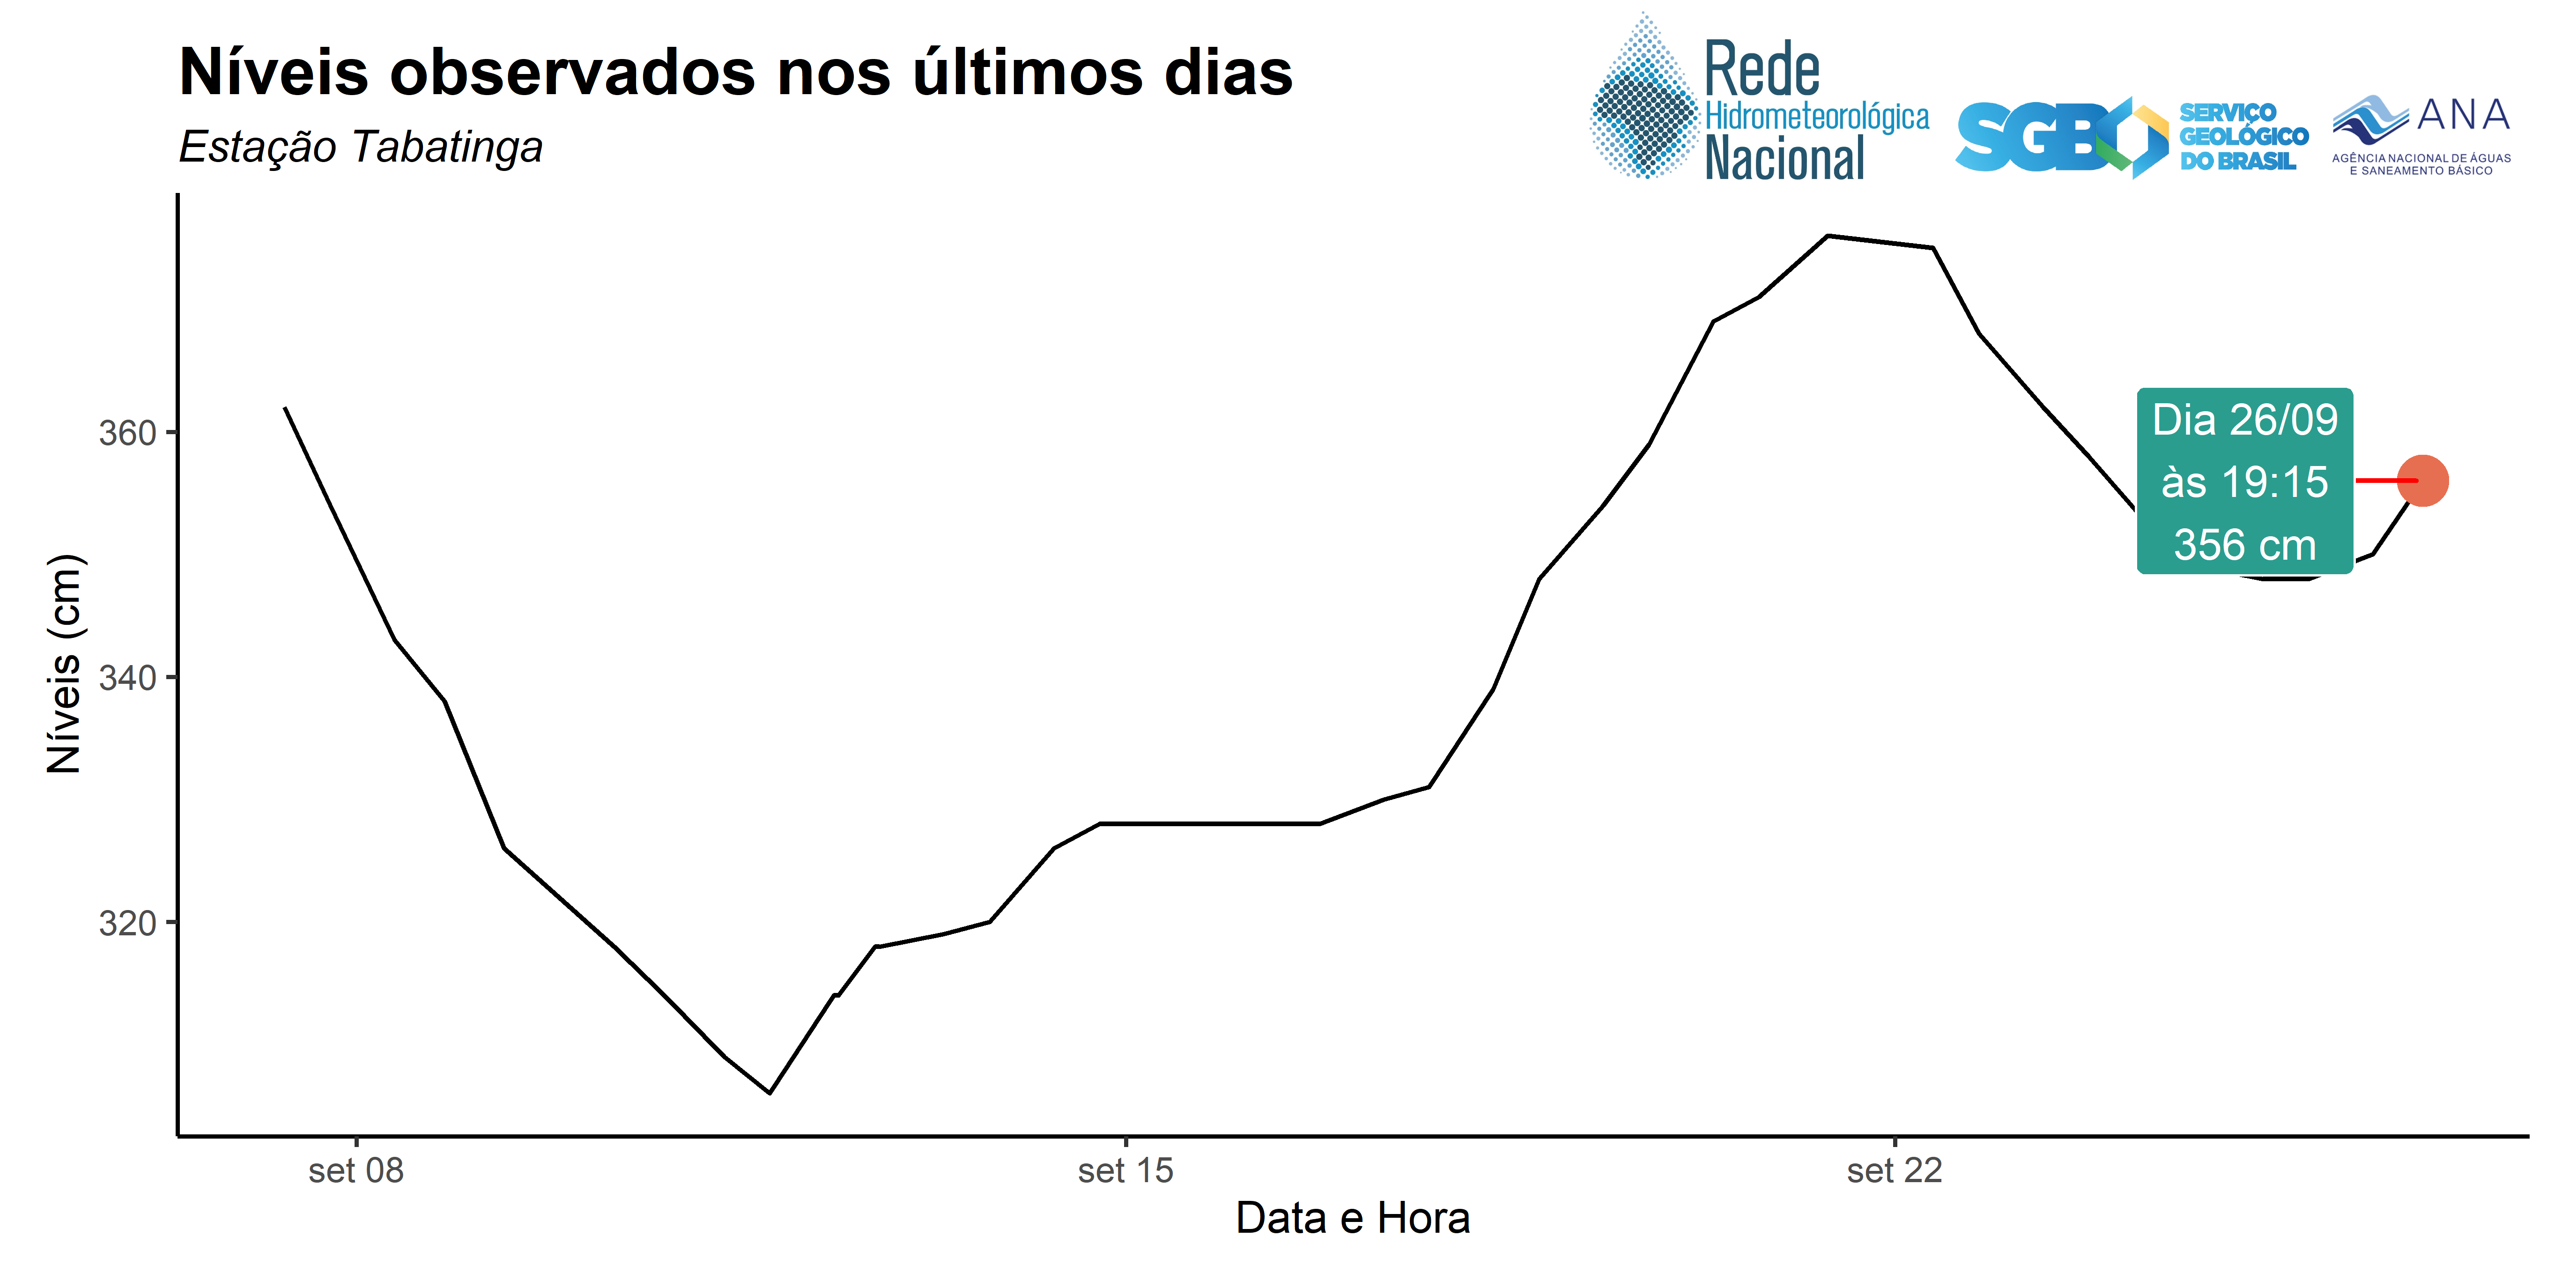 Níveis observados nos últimos dias
Estação Tabatinga
Rede
Hidrometeorológica
Nacional
SGB
SERVIÇO
GEOLÓGICO
DO BRASIL
ANA
AGÊNCIA NACIONAL DE ÁGUAS
E SANEAMENTO BÁSICO
Níveis (cm)
360
340
320
Dia 26/09
às 19:15
356 cm
set 08
set 15
set 22
Data e Hora